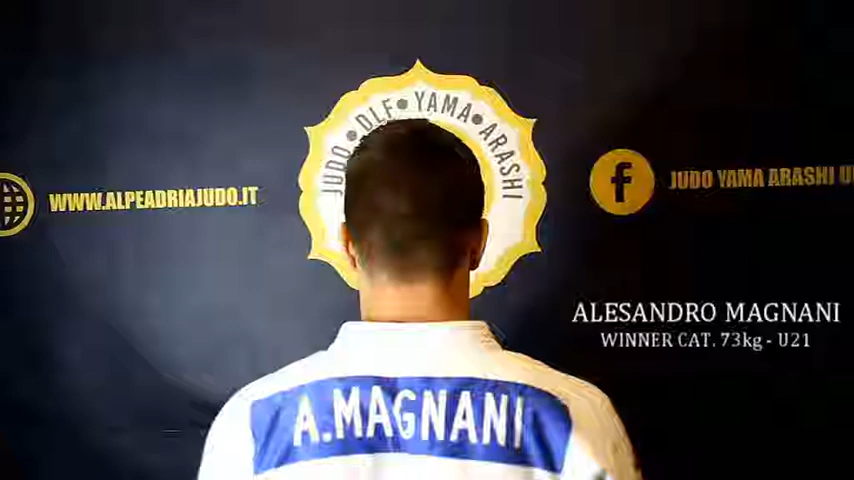 JUDO • DLF • YAMA • ARASHI
WWW.ALPEADRIAJUDO.IT
f JUDO YAMA ARASHI U
ALESANDRO MAGNANI
WINNER CAT. 73kg - U21
A.MAGNANI